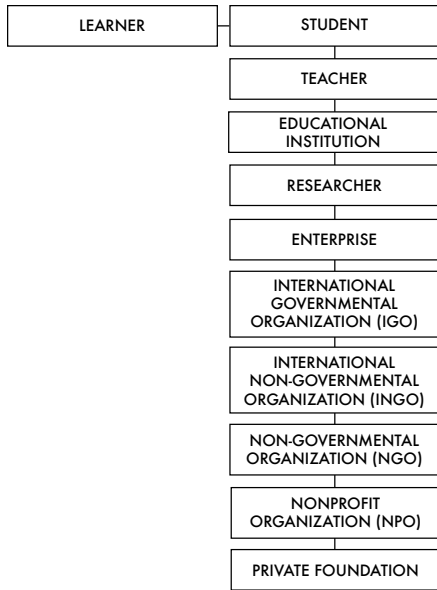 LEARNER
STUDENT
TEACHER
EDUCATIONAL
INSTITUTION
RESEARCHER
ENTERPRISE
INTERNATIONAL
GOVERNMENTAL
ORGANIZATION (IGO)
INTERNATIONAL
NON-GOVERNMENTAL
ORGANIZATION (INGO)
NON-GOVERNMENTAL
ORGANIZATION (NGO)
NONPROFIT
ORGANIZATION (NPO)
PRIVATE FOUNDATION